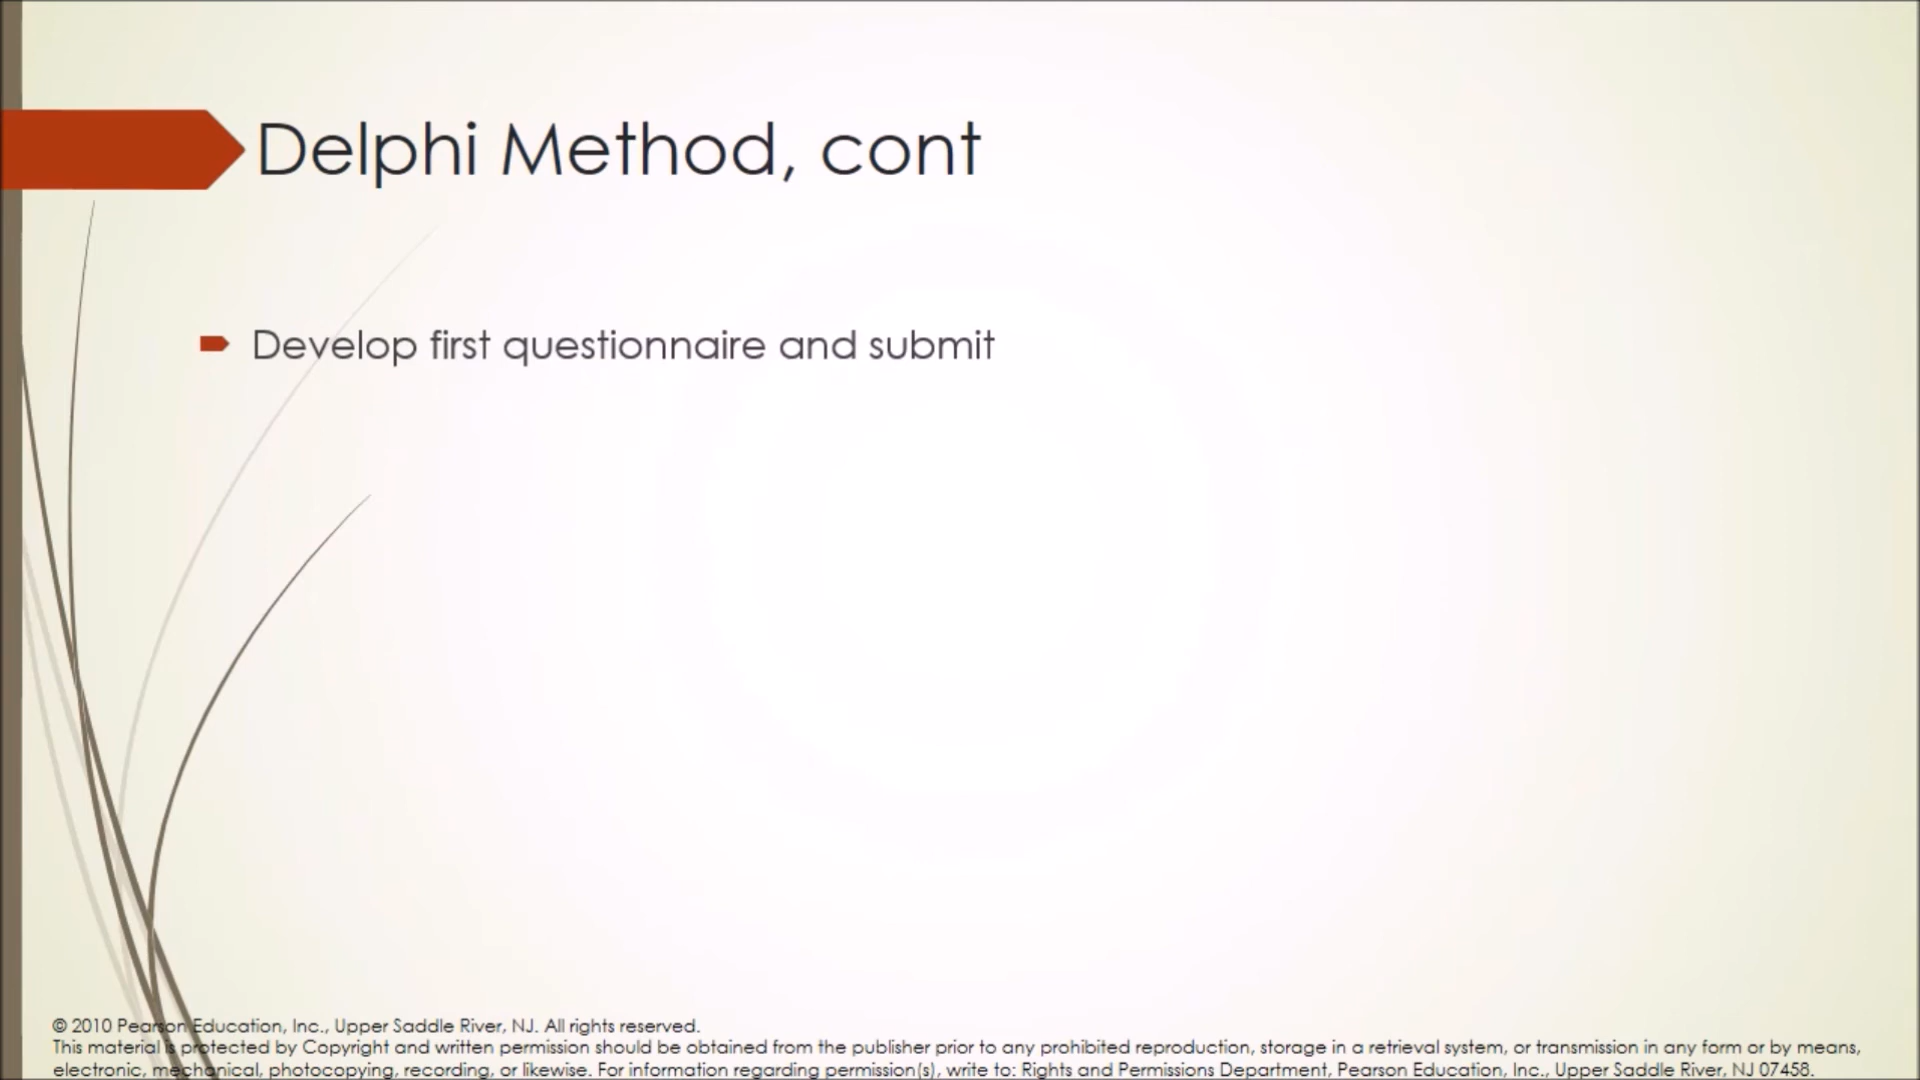 Delphi Method, cont
Develop first questionnaire and submit
© 2010 Pearson Education, Inc., Upper Saddle River, NJ. All rights reserved.
This material is protected by Copyright and written permission should be obtained from the publisher prior to any prohibited reproduction, storage in a retrieval system, or transmission in any form or by means,
electronic, mechanical, photocopying, recording, or likewise. For information regarding permission(s), write to: Rights and Permissions Department, Pearson Education, Inc., Upper Saddle River, NJ 07458.